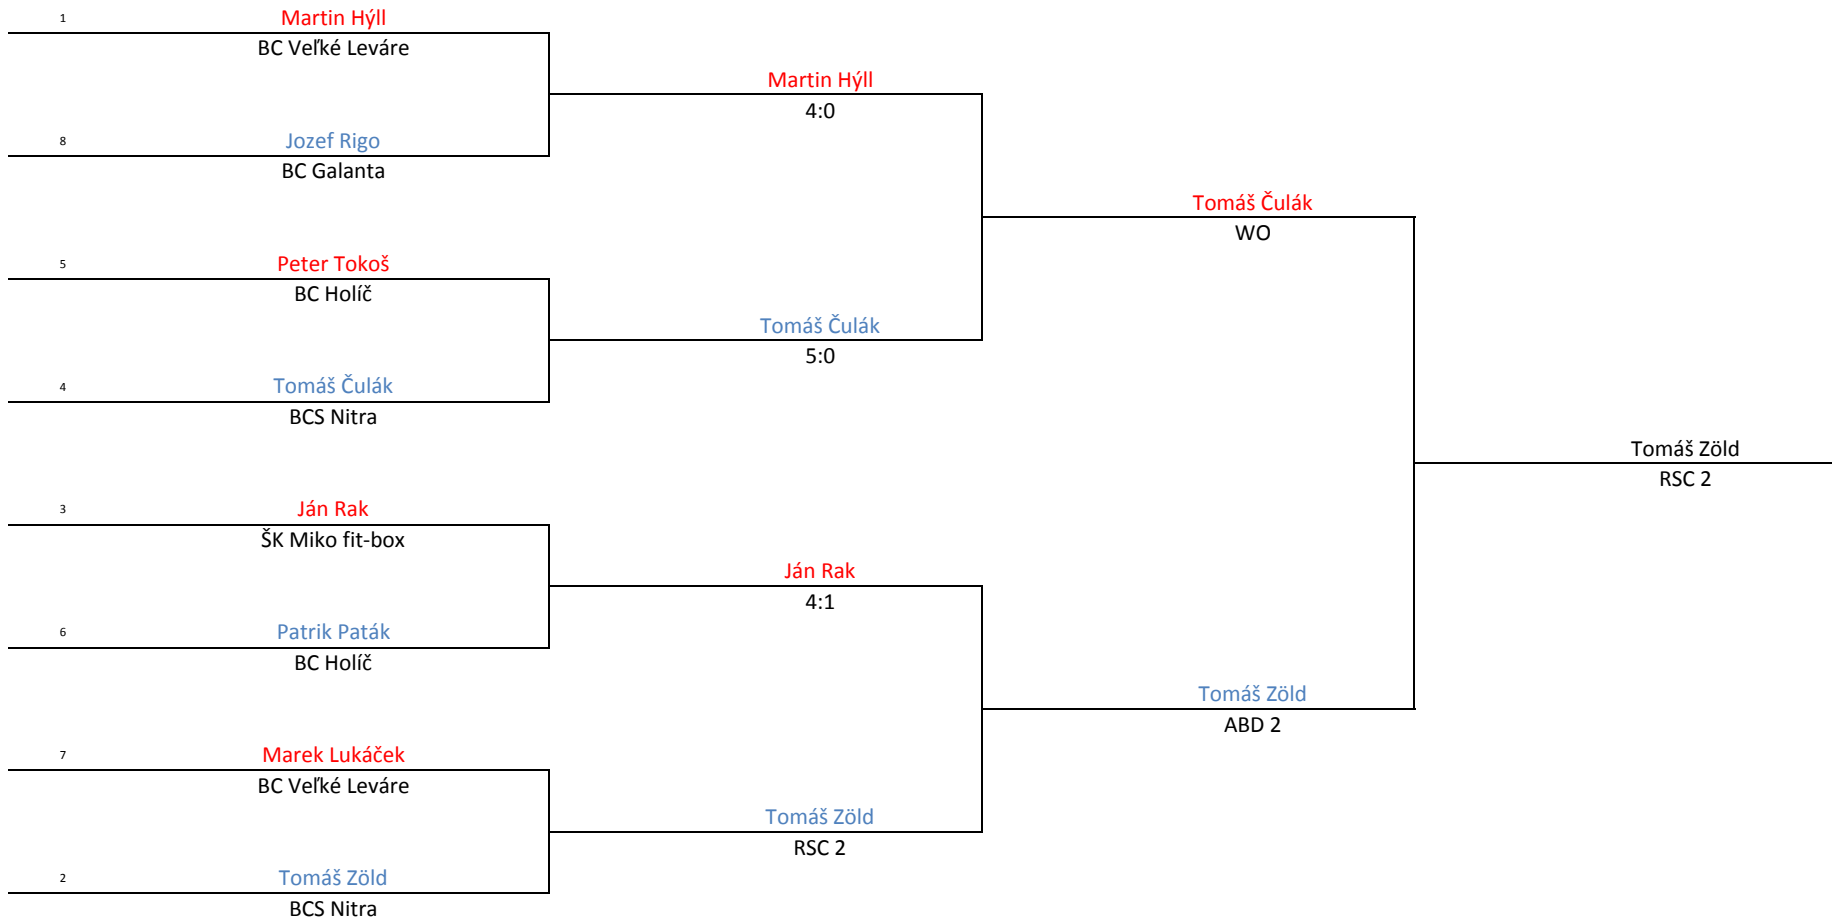 1 Martin Hýll
BC Veľké Leváre
Martin Hýll
4:0
8 Jozef Rigo
BC Galanta
Tomáš Čulák
WO
5 Peter Tokoš
BC Holíč
Tomáš Čulák
5:0
4 Tomáš Čulák
BCS Nitra
Tomáš Zöld
RSC 2
3 Ján Rak
ŠK Miko fit-box
Ján Rak
4:1
6 Patrik Paták
BC Holíč
Tomáš Zöld
ABD 2
7 Marek Lukáček
BC Veľké Leváre
Tomáš Zöld
RSC 2
2 Tomáš Zöld
BCS Nitra